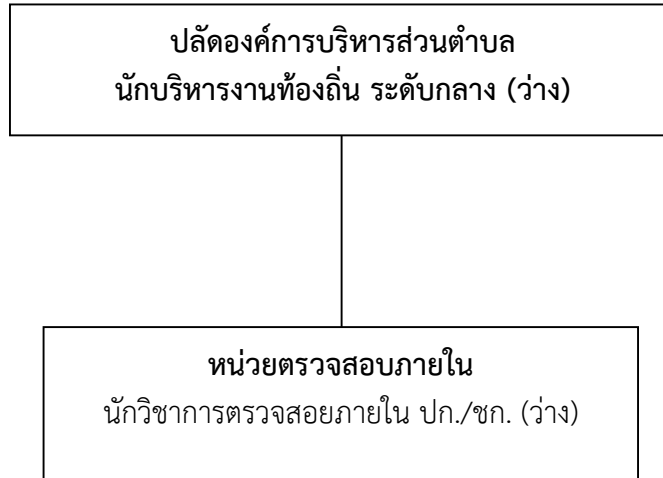 ปลัดองค์การบริหารส่วนตำบล
นักบริหารงานท้องถิ่น ระดับกลาง (ว่าง)
หน่วยตรวจสอบภายใน
นักวิชาการตรวจสอยภายใน ปก./ชก. (ว่าง)